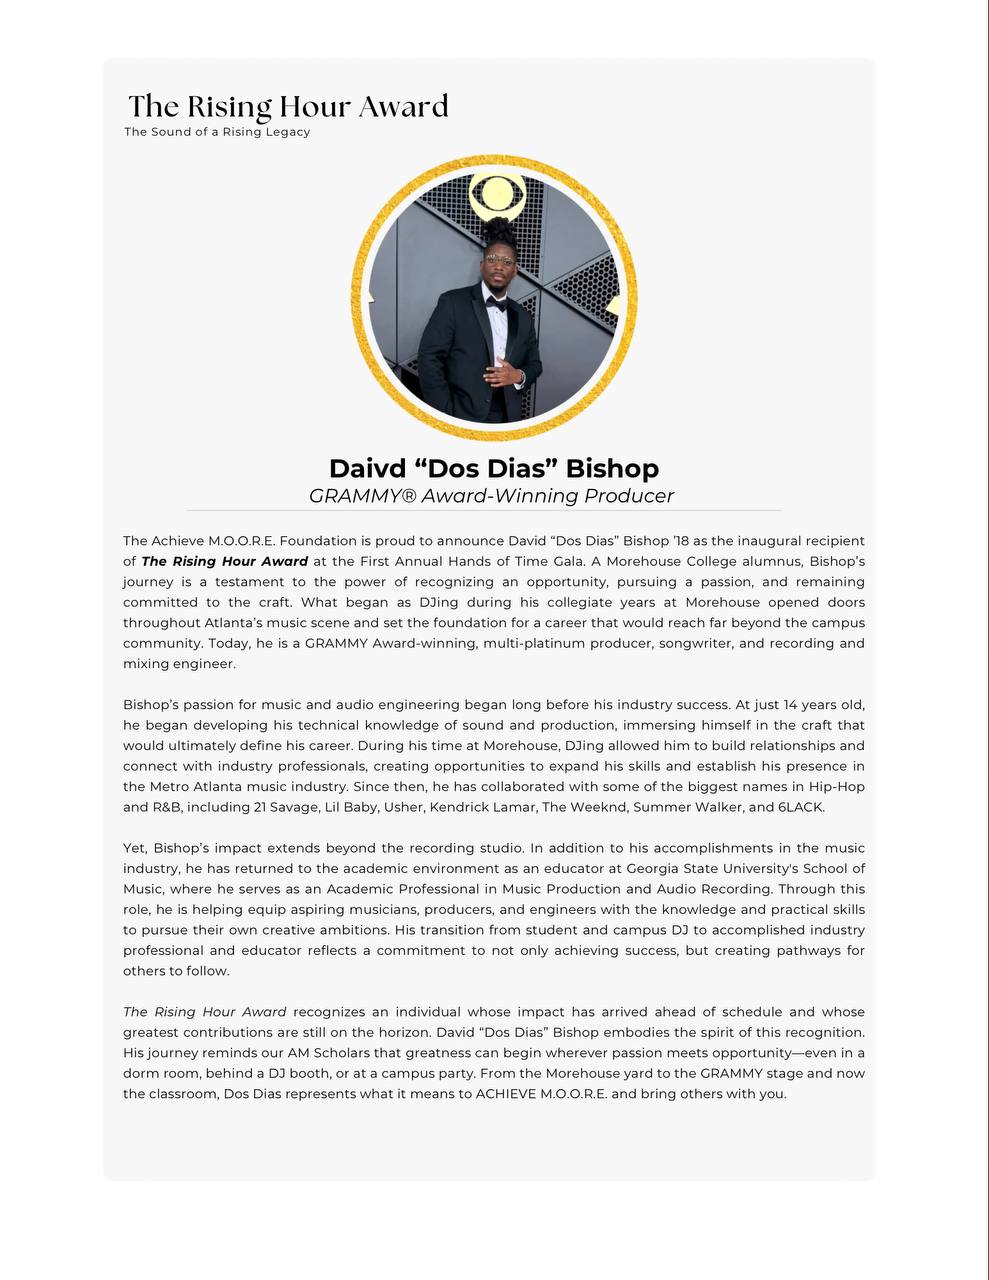 The Rising Hour Award
The Sound of a Rising Legacy
Daivd “Dos Dias” Bishop
GRAMMY® Award-Winning Producer
The Achieve M.O.O.R.E. Foundation is proud to announce David “Dos Dias” Bishop ’18 as the inaugural recipient
of The Rising Hour Award at the First Annual Hands of Time Gala. A Morehouse College alumnus, Bishop’s
journey is a testament to the power of recognizing an opportunity, pursuing a passion, and remaining
committed to the craft. What began as DJing during his collegiate years at Morehouse opened doors
throughout Atlanta’s music scene and set the foundation for a career that would reach far beyond the campus
community. Today, he is a GRAMMY Award-winning, multi-platinum producer, songwriter, and recording and
mixing engineer.
Bishop’s passion for music and audio engineering began long before his industry success. At just 14 years old,
he began developing his technical knowledge of sound and production, immersing himself in the craft that
would ultimately define his career. During his time at Morehouse, DJing allowed him to build relationships and
connect with industry professionals, creating opportunities to expand his skills and establish his presence in
the Metro Atlanta music industry. Since then, he has collaborated with some of the biggest names in Hip-Hop
and R&B, including 21 Savage, Lil Baby, Usher, Kendrick Lamar, The Weeknd, Summer Walker, and 6LACK.
Yet, Bishop’s impact extends beyond the recording studio. In addition to his accomplishments in the music
industry, he has returned to the academic environment as an educator at Georgia State University's School of
Music, where he serves as an Academic Professional in Music Production and Audio Recording. Through this
role, he is helping equip aspiring musicians, producers, and engineers with the knowledge and practical skills
to pursue their own creative ambitions. His transition from student and campus DJ to accomplished industry
professional and educator reflects a commitment to not only achieving success, but creating pathways for
others to follow.
The Rising Hour Award recognizes an individual whose impact has arrived ahead of schedule and whose
greatest contributions are still on the horizon. David “Dos Dias” Bishop embodies the spirit of this recognition.
His journey reminds our AM Scholars that greatness can begin wherever passion meets opportunity—even in a
dorm room, behind a DJ booth, or at a campus party. From the Morehouse yard to the GRAMMY stage and now
the classroom, Dos Dias represents what it means to ACHIEVE M.O.O.R.E. and bring others with you.